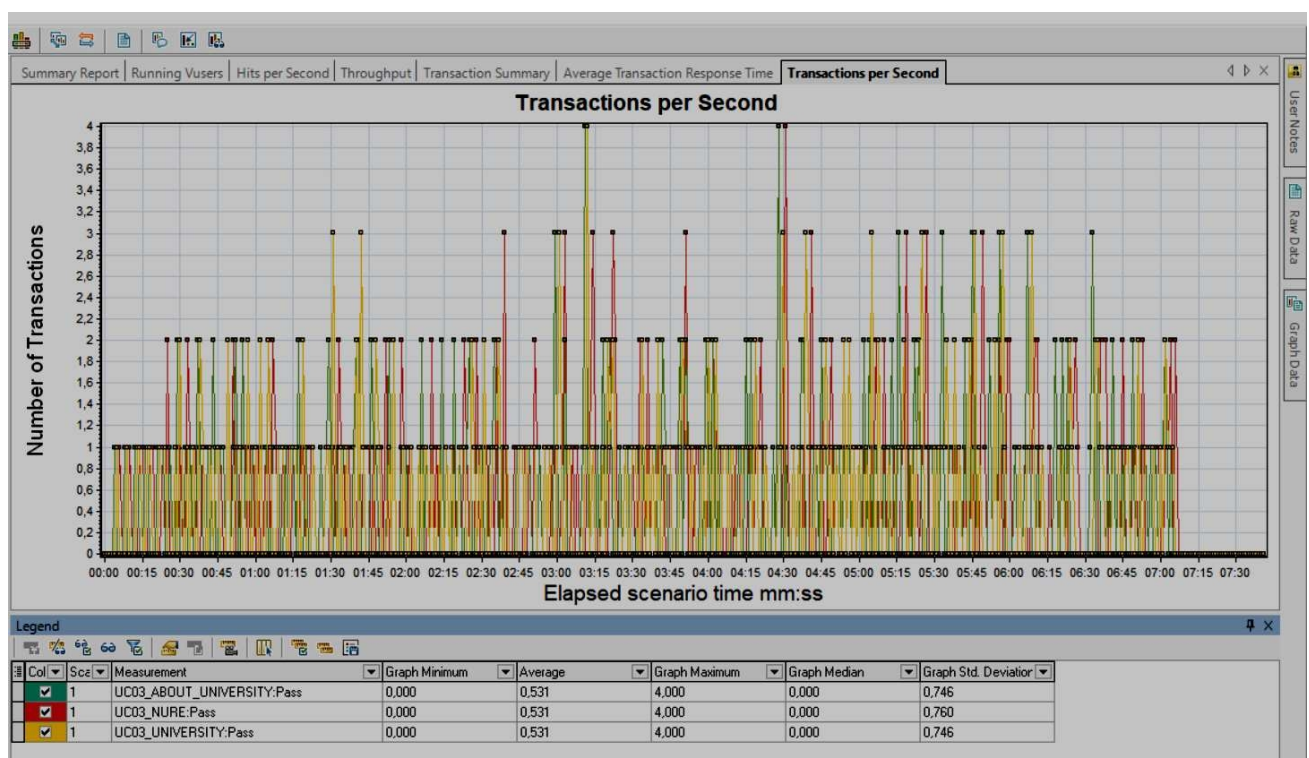 Summary Report Running Vusers Hits per Second Throughput Transaction Summary Average Transaction Response Time Transactions per Second
Transactions per Second
Number of Transactions
4
3,8
3,6
3,4
3,2
3
2,8
2,6
2,4
2,2
2
1,8
1,6
1,4
1,2
1
0,8
0,6
0,4
0,2
0
00:00 00:15 00:30 00:45 01:00 01:15 01:30 01:45 02:00 02:15 02:30 02:45 03:00 03:15 03:30 03:45 04:00 04:15 04:30 04:45 05:00 05:15 05:30 05:45 06:00 06:15 06:30 06:45 07:00 07:15 07:30
Elapsed scenario time mm:ss
User Notes
Raw Data
Graph Data
Legend
Col Sca Measurement Graph Minimum Average Graph Maximum Graph Median Graph Std. Deviation
1 UC03_ABOUT_UNIVERSITY:Pass 0,000 0,531 4,000 0,000 0,746
1 UC03_NURE:Pass 0,000 0,531 4,000 0,000 0,760
1 UC03_UNIVERSITY:Pass 0,000 0,531 4,000 0,000 0,746